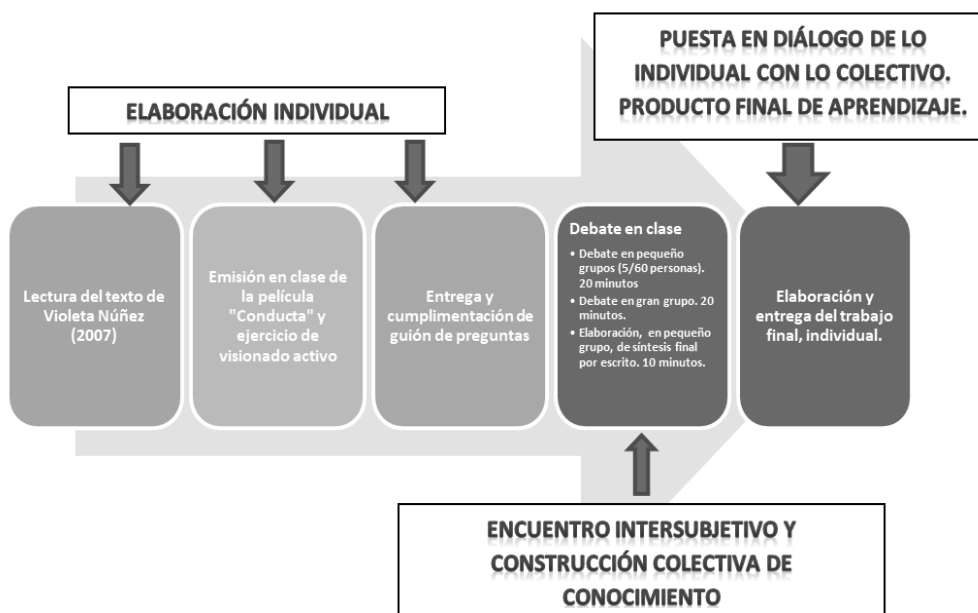 PUESTA EN DIÁLOGO DE LO
INDIVIDUAL CON LO COLECTIVO.
PRODUCTO FINAL DE APRENDIZAJE.
ELABORACIÓN INDIVIDUAL
Lectura del texto de
Violeta Núñez
(2007)
Emisión en clase de
la película
"Conducta" y
ejercicio de
visionado activo
Entrega y
cumplimentación de
guión de preguntas
Debate en clase
• Debate en pequeño
grupos (5/60 personas).
20 minutos
• Debate en gran grupo. 20
minutos.
• Elaboración, en pequeño
grupo, de síntesis final
por escrito. 10 minutos.
Elaboración y
entrega del trabajo
final, individual.
ENCUENTRO INTERSUBJETIVO Y
CONSTRUCCIÓN COLECTIVA DE
CONOCIMIENTO